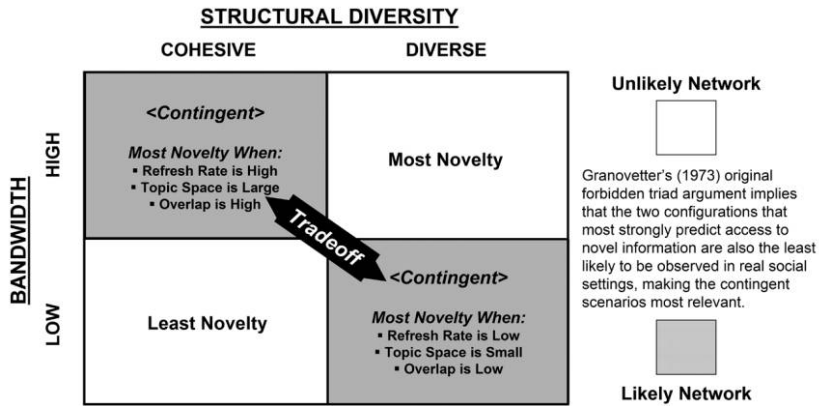 STRUCTURAL DIVERSITY
COHESIVE
DIVERSE
BANDWIDTH
HIGH
LOW
<Contingent>
Most Novelty When:
▪ Refresh Rate is High
▪ Topic Space is Large
▪ Overlap is High
Most Novelty
Tradeoff
Least Novelty
<Contingent>
Most Novelty When:
▪ Refresh Rate is Low
▪ Topic Space is Small
▪ Overlap is Low
Unlikely Network
Granovetter's (1973) original
forbidden triad argument implies
that the two configurations that
most strongly predict access to
novel information are also the least
likely to be observed in real social
settings, making the contingent
scenarios most relevant.
Likely Network